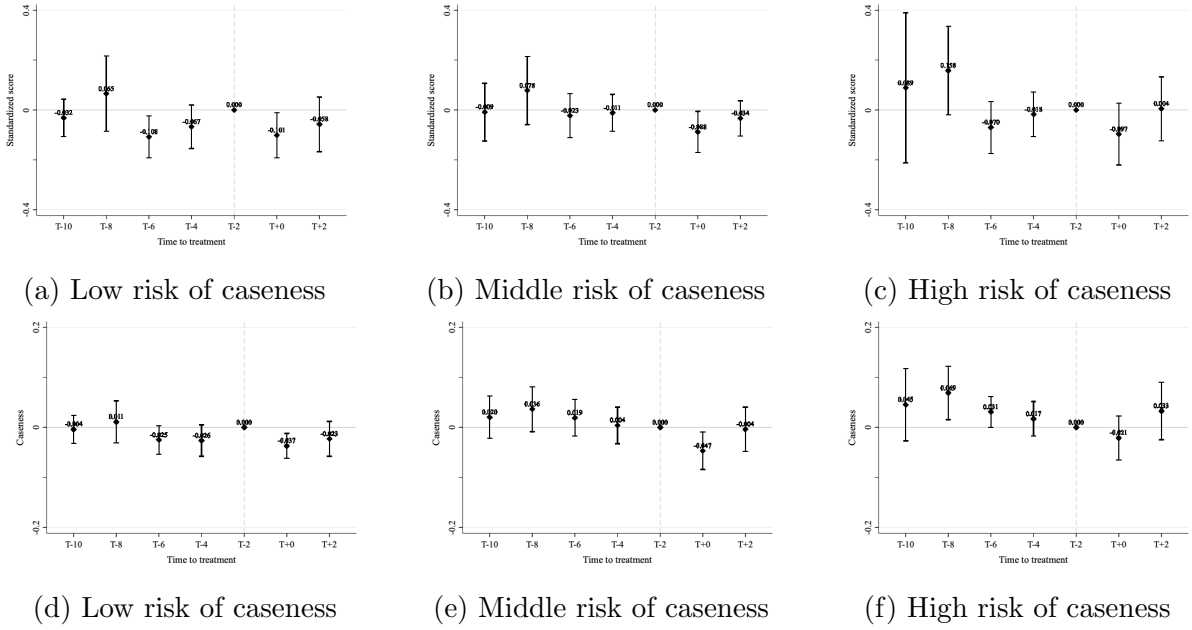 0.4
Standardized score
0
-0.4
-0.032
0.065
-0.108
-0.067
0.000
-0.101
-0.058
T-10 T-8 T-6 T-4 T-2 T+0 T+2
Time to treatment
(a) Low risk of caseness
0.4
Standardized score
0
-0.4
-0.009
0.078
-0.023
-0.011
0.000
-0.088
-0.034
T-10 T-8 T-6 T-4 T-2 T+0 T+2
Time to treatment
(b) Middle risk of caseness
0.4
Standardized score
0
-0.4
0.089
0.158
-0.070
-0.018
0.000
-0.097
0.004
T-10 T-8 T-6 T-4 T-2 T+0 T+2
Time to treatment
(c) High risk of caseness
0.2
Caseness
0
-0.2
-0.004
0.011
-0.025
-0.026
0.000
-0.037
-0.023
T-10 T-8 T-6 T-4 T-2 T+0 T+2
Time to treatment
(d) Low risk of caseness
0.2
Caseness
0
-0.2
0.020
0.036
0.019
0.004
0.000
-0.047
-0.004
T-10 T-8 T-6 T-4 T-2 T+0 T+2
Time to treatment
(e) Middle risk of caseness
0.2
Caseness
0
-0.2
0.045
0.069
0.031
0.017
0.000
-0.021
0.033
T-10 T-8 T-6 T-4 T-2 T+0 T+2
Time to treatment
(f) High risk of caseness